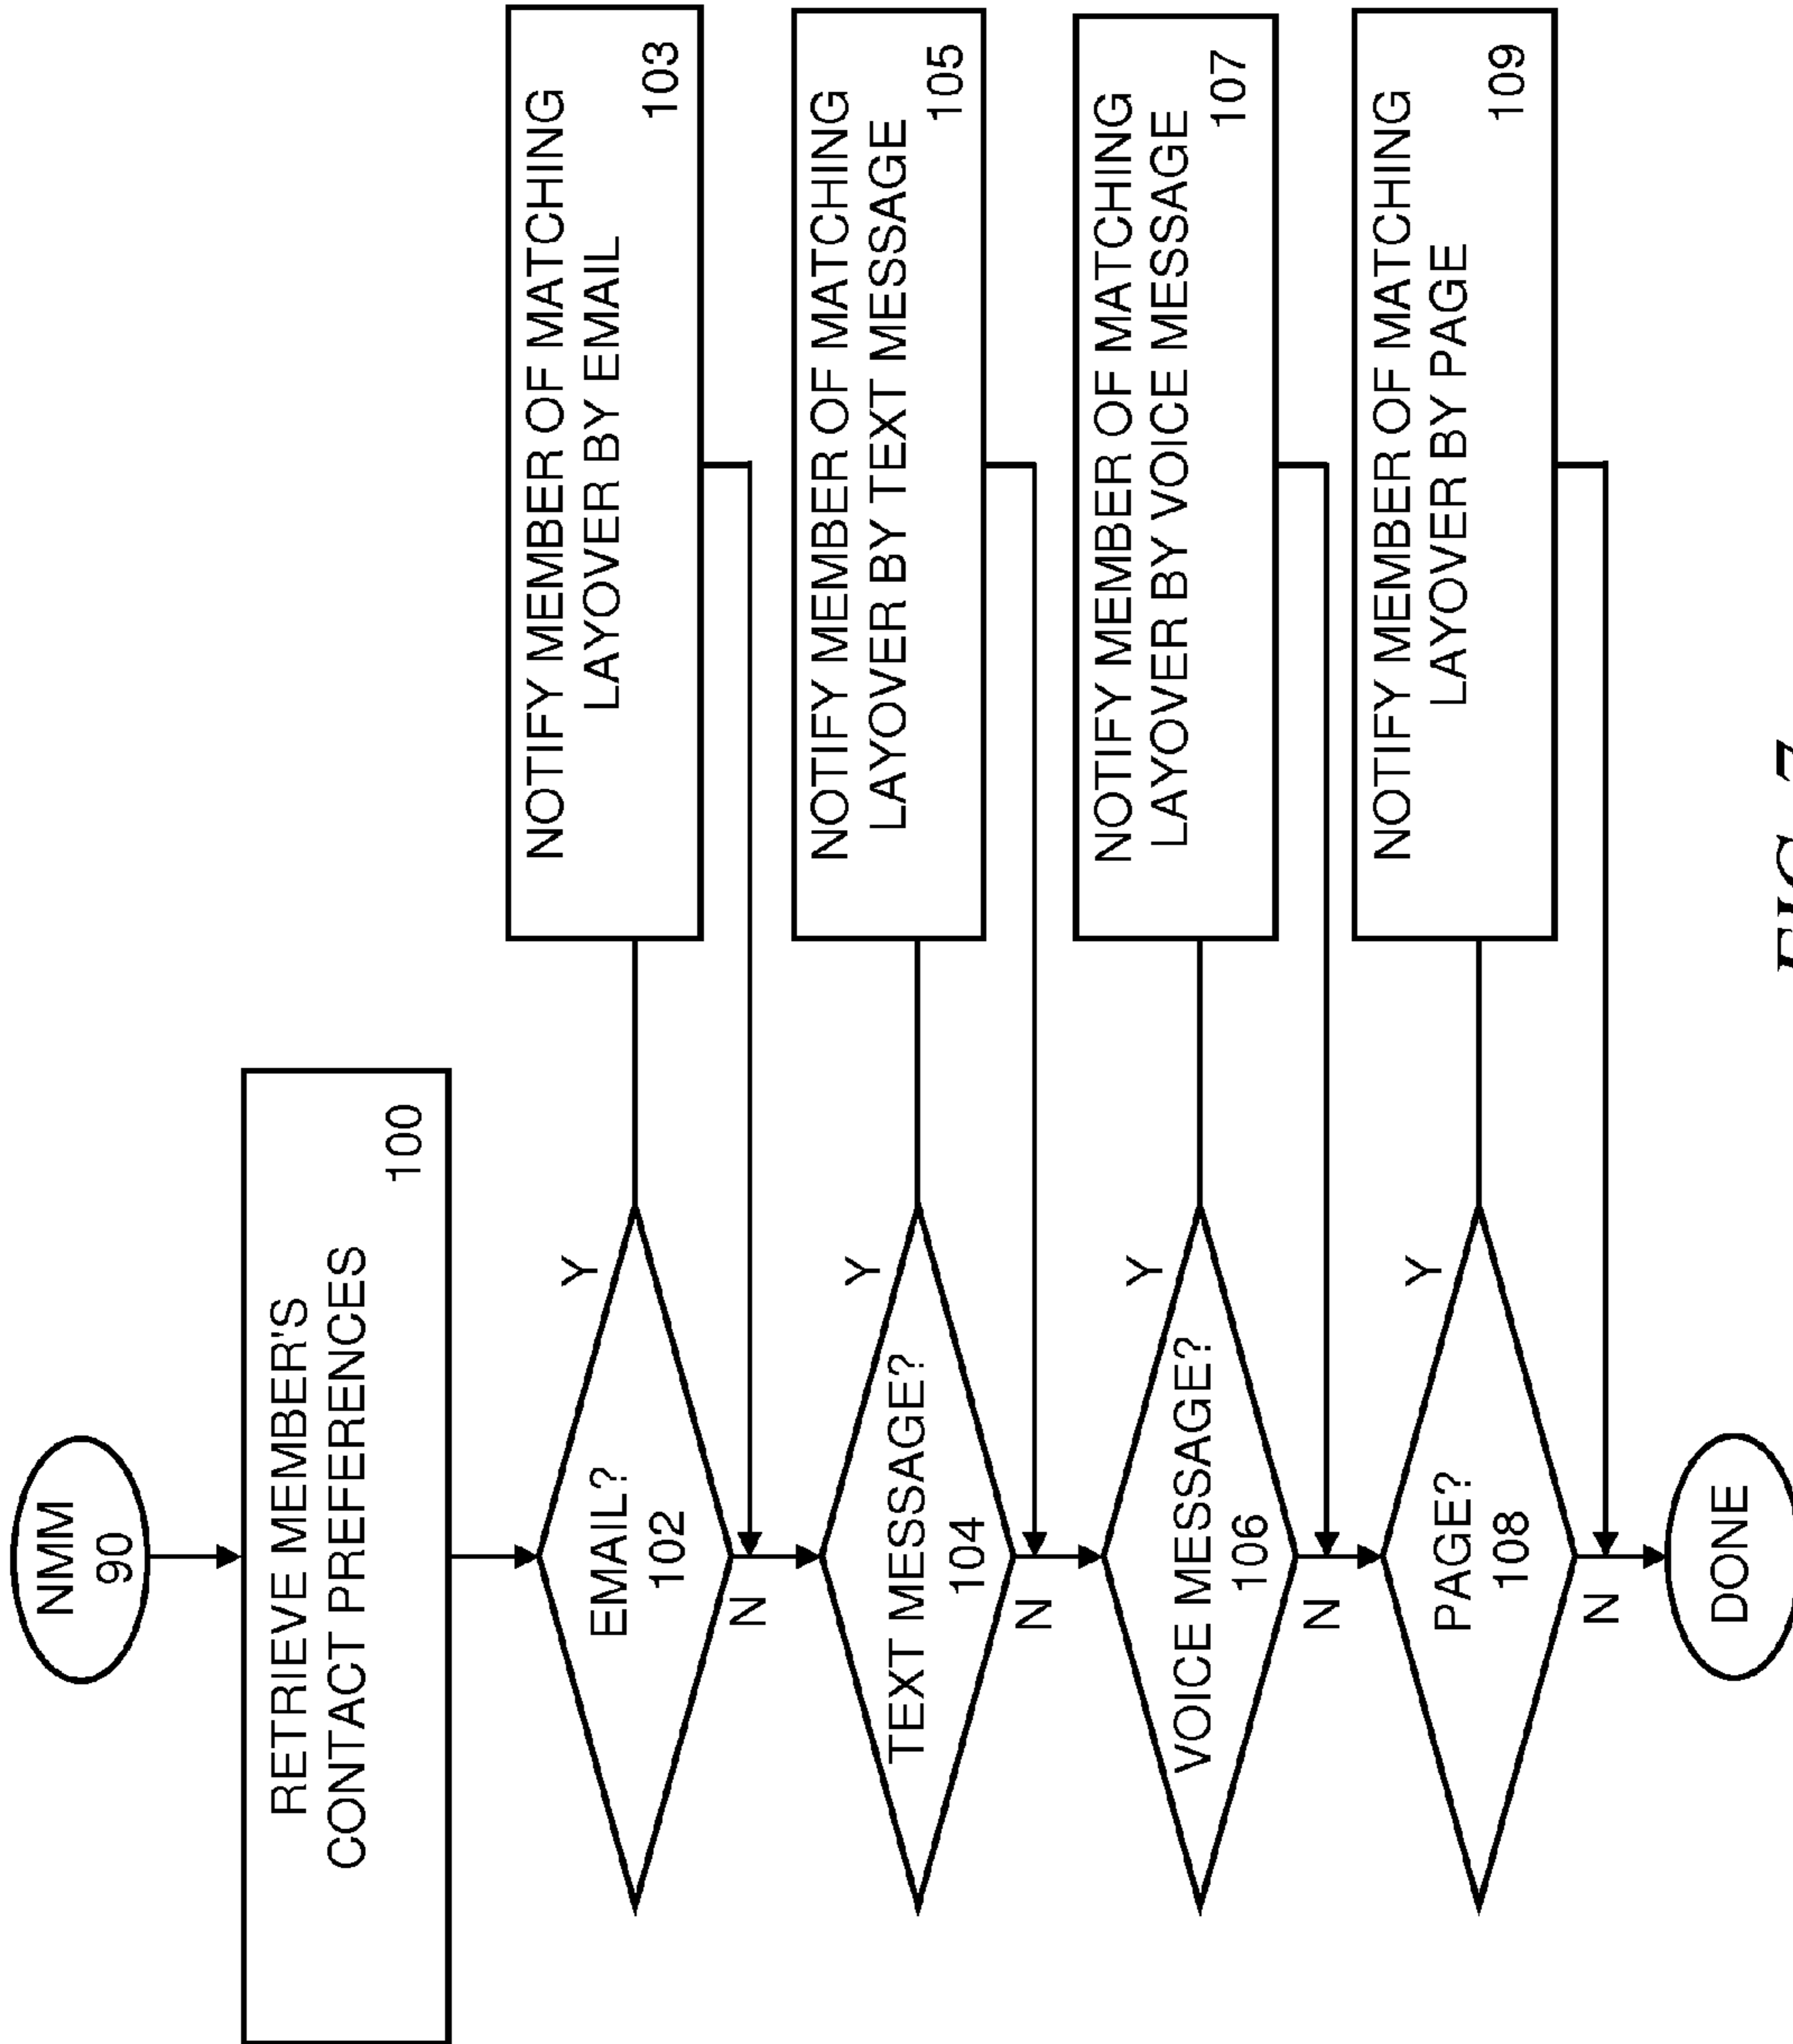 NMM
90
RETRIEVE MEMBER'S
CONTACT PREFERENCES
100
EMAIL?
102
Y
N
NOTIFY MEMBER OF MATCHING
LAYOVER BY EMAIL
103
TEXT MESSAGE?
104
Y
N
NOTIFY MEMBER OF MATCHING
LAYOVER BY TEXT MESSAGE
105
VOICE MESSAGE?
106
Y
N
NOTIFY MEMBER OF MATCHING
LAYOVER BY VOICE MESSAGE
107
PAGE?
108
Y
N
NOTIFY MEMBER OF MATCHING
LAYOVER BY PAGE
109
DONE